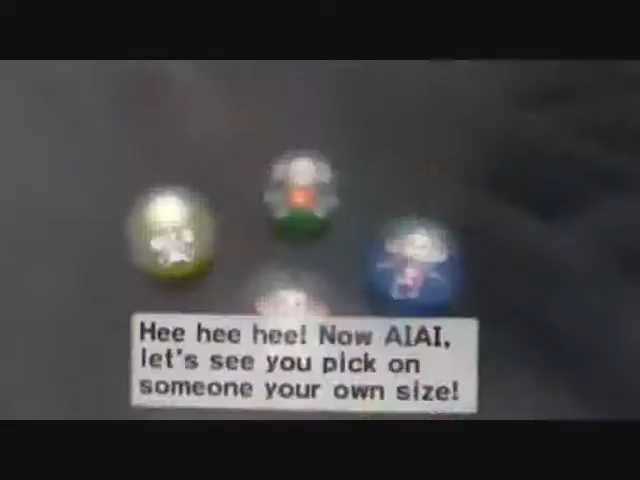 Hee hee hee! Now AIAI,
let's see you pick on
someone your own size!